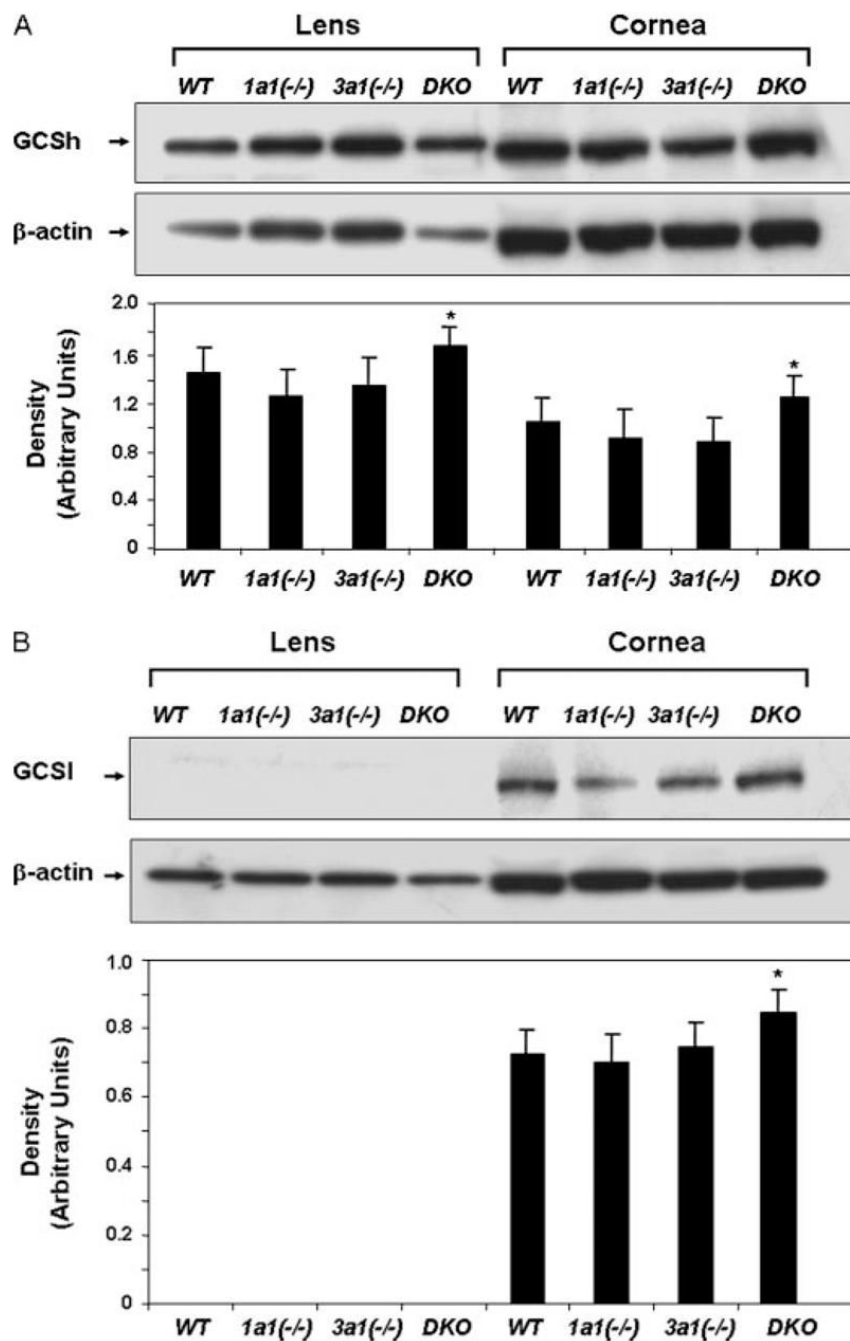 A
Lens Cornea
WT 1a1(-/-) 3a1(-/-) DKO WT 1a1(-/-) 3a1(-/-) DKO
GCSh
β-actin
2.0
1.6
1.2
0.8
0.4
0
Density
(Arbitrary Units)
* *
WT 1a1(-/-) 3a1(-/-) DKO WT 1a1(-/-) 3a1(-/-) DKO
B
Lens Cornea
WT 1a1(-/-) 3a1(-/-) DKO WT 1a1(-/-) 3a1(-/-) DKO
GCSl
β-actin
1.0
0.8
0.6
0.4
0.2
0
Density
(Arbitrary Units)
*
WT 1a1(-/-) 3a1(-/-) DKO WT 1a1(-/-) 3a1(-/-) DKO